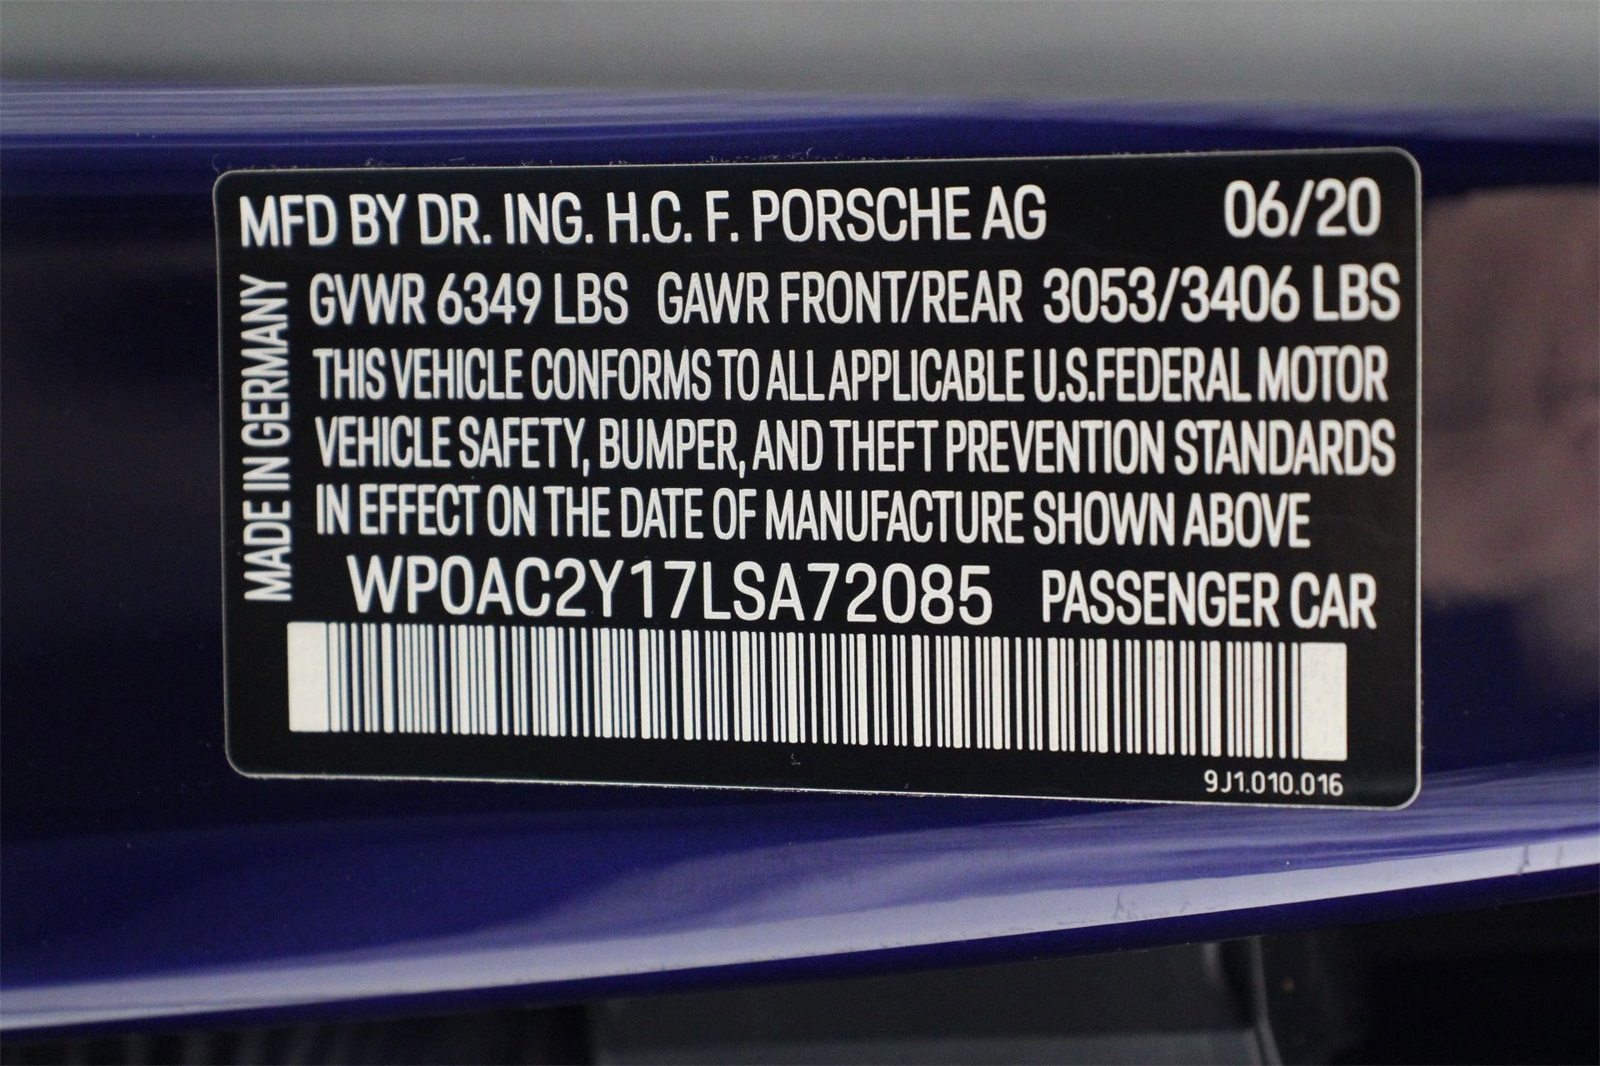 MFD BY DR. ING. H.C. F. PORSCHE AG 06/20
MADE IN GERMANY
GVWR 6349 LBS GAWR FRONT/REAR 3053/3406 LBS
THIS VEHICLE CONFORMS TO ALL APPLICABLE U.S.FEDERAL MOTOR
VEHICLE SAFETY, BUMPER, AND THEFT PREVENTION STANDARDS
IN EFFECT ON THE DATE OF MANUFACTURE SHOWN ABOVE
WP0AC2Y17LSA72085 PASSENGER CAR
9J1.010.016